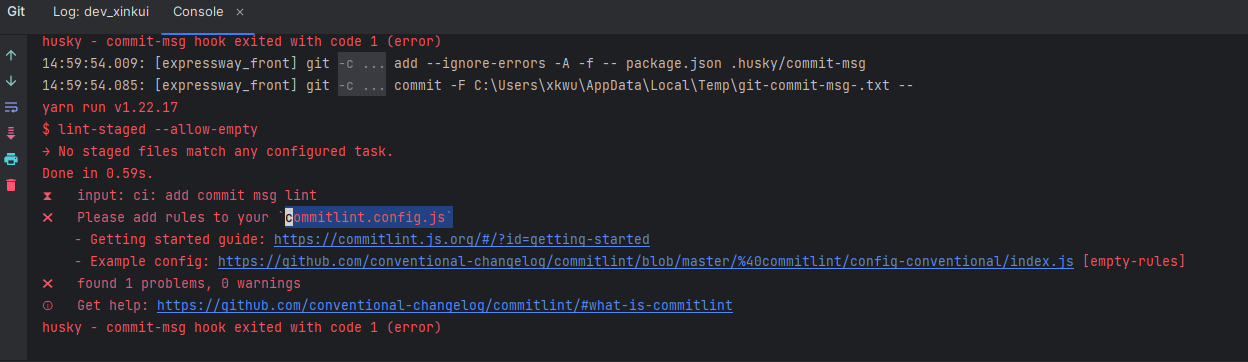 Git Log: dev_xinkui Console ×
husky - commit-msg hook exited with code 1 (error)
14:59:54.009: [expressway_front] git -c ... add --ignore-errors -A -f -- package.json .husky/commit-msg
14:59:54.085: [expressway_front] git -c ... commit -F C:\Users\xkwu\AppData\Local\Temp\git-commit-msg-.txt --
yarn run v1.22.17
$ lint-staged --allow-empty
→ No staged files match any configured task.
Done in 0.59s.
⧗ input: ci: add commit msg lint
✖ Please add rules to your `commitlint.config.js`
- Getting started guide: https://commitlint.js.org/#/?id=getting-started
- Example config: https://github.com/conventional-changelog/commitlint/blob/master/%40commitlint/config-conventional/index.js [empty-rules]
✖ found 1 problems, 0 warnings
ⓘ Get help: https://github.com/conventional-changelog/commitlint/#what-is-commitlint
husky - commit-msg hook exited with code 1 (error)